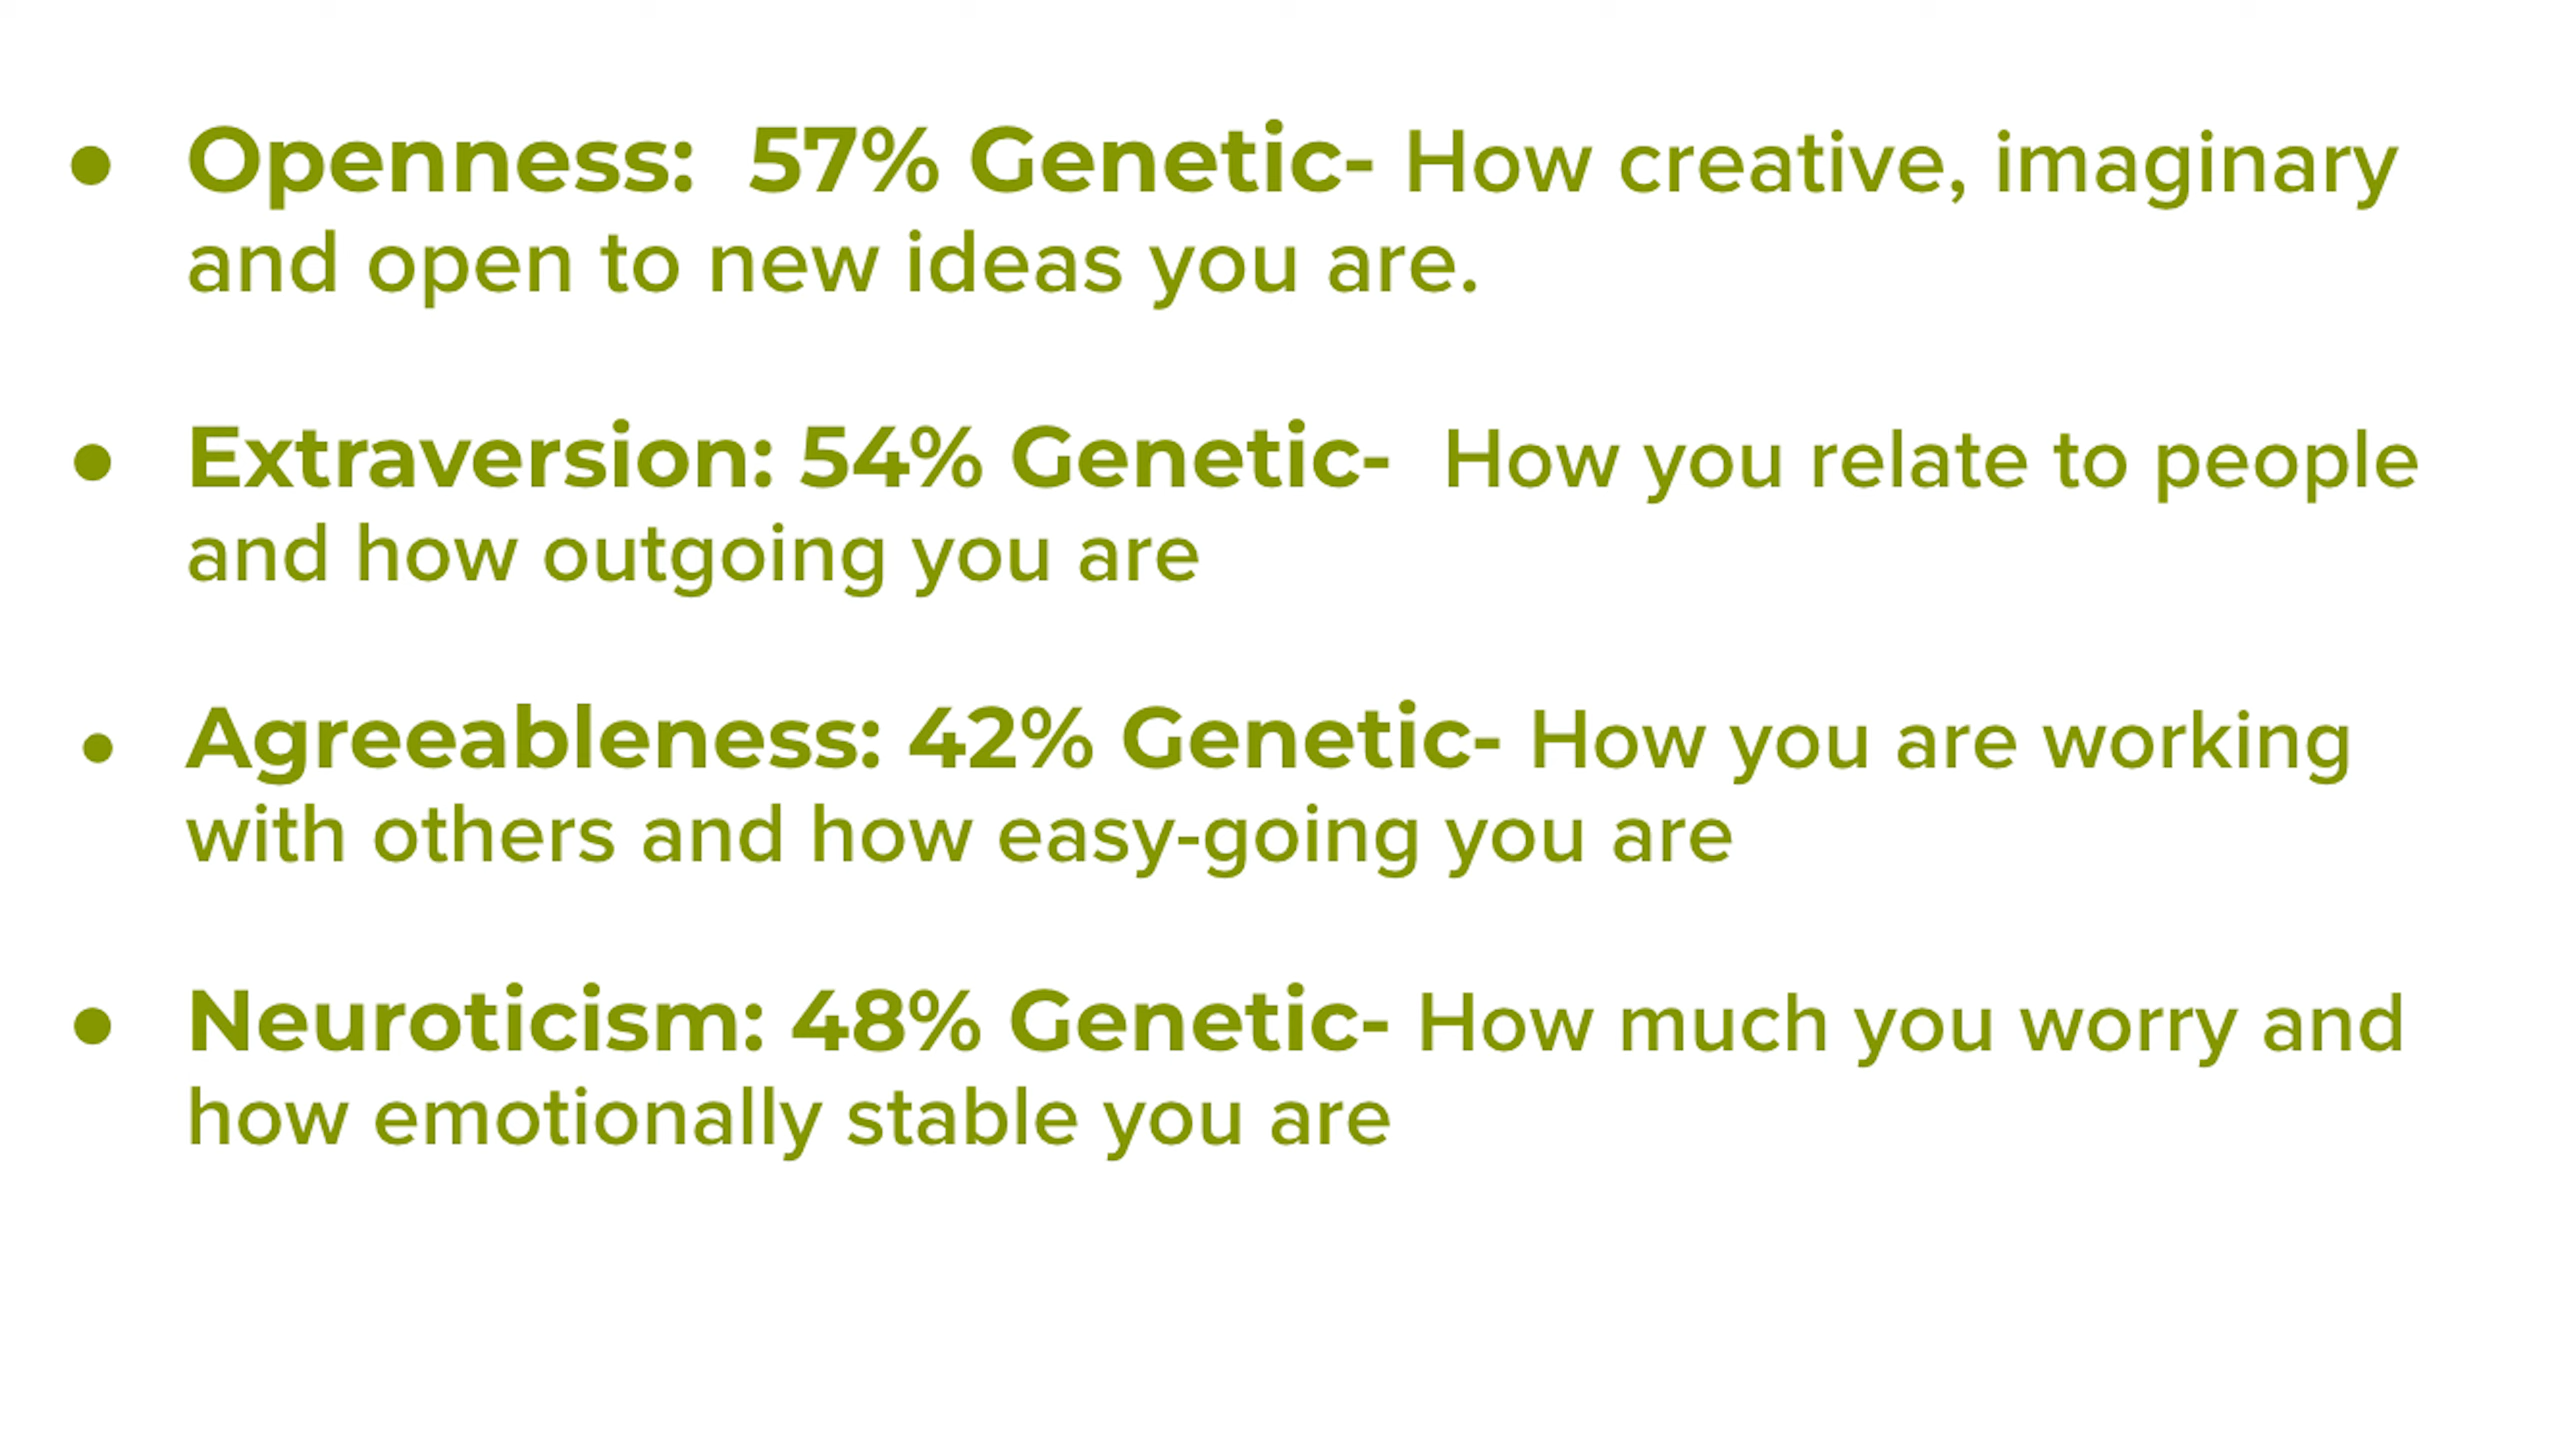 • Openness:  57% Genetic- How creative, imaginary
and open to new ideas you are.
• Extraversion: 54% Genetic-  How you relate to people
and how outgoing you are
• Agreeableness: 42% Genetic- How you are working
with others and how easy-going you are
• Neuroticism: 48% Genetic- How much you worry and
how emotionally stable you are